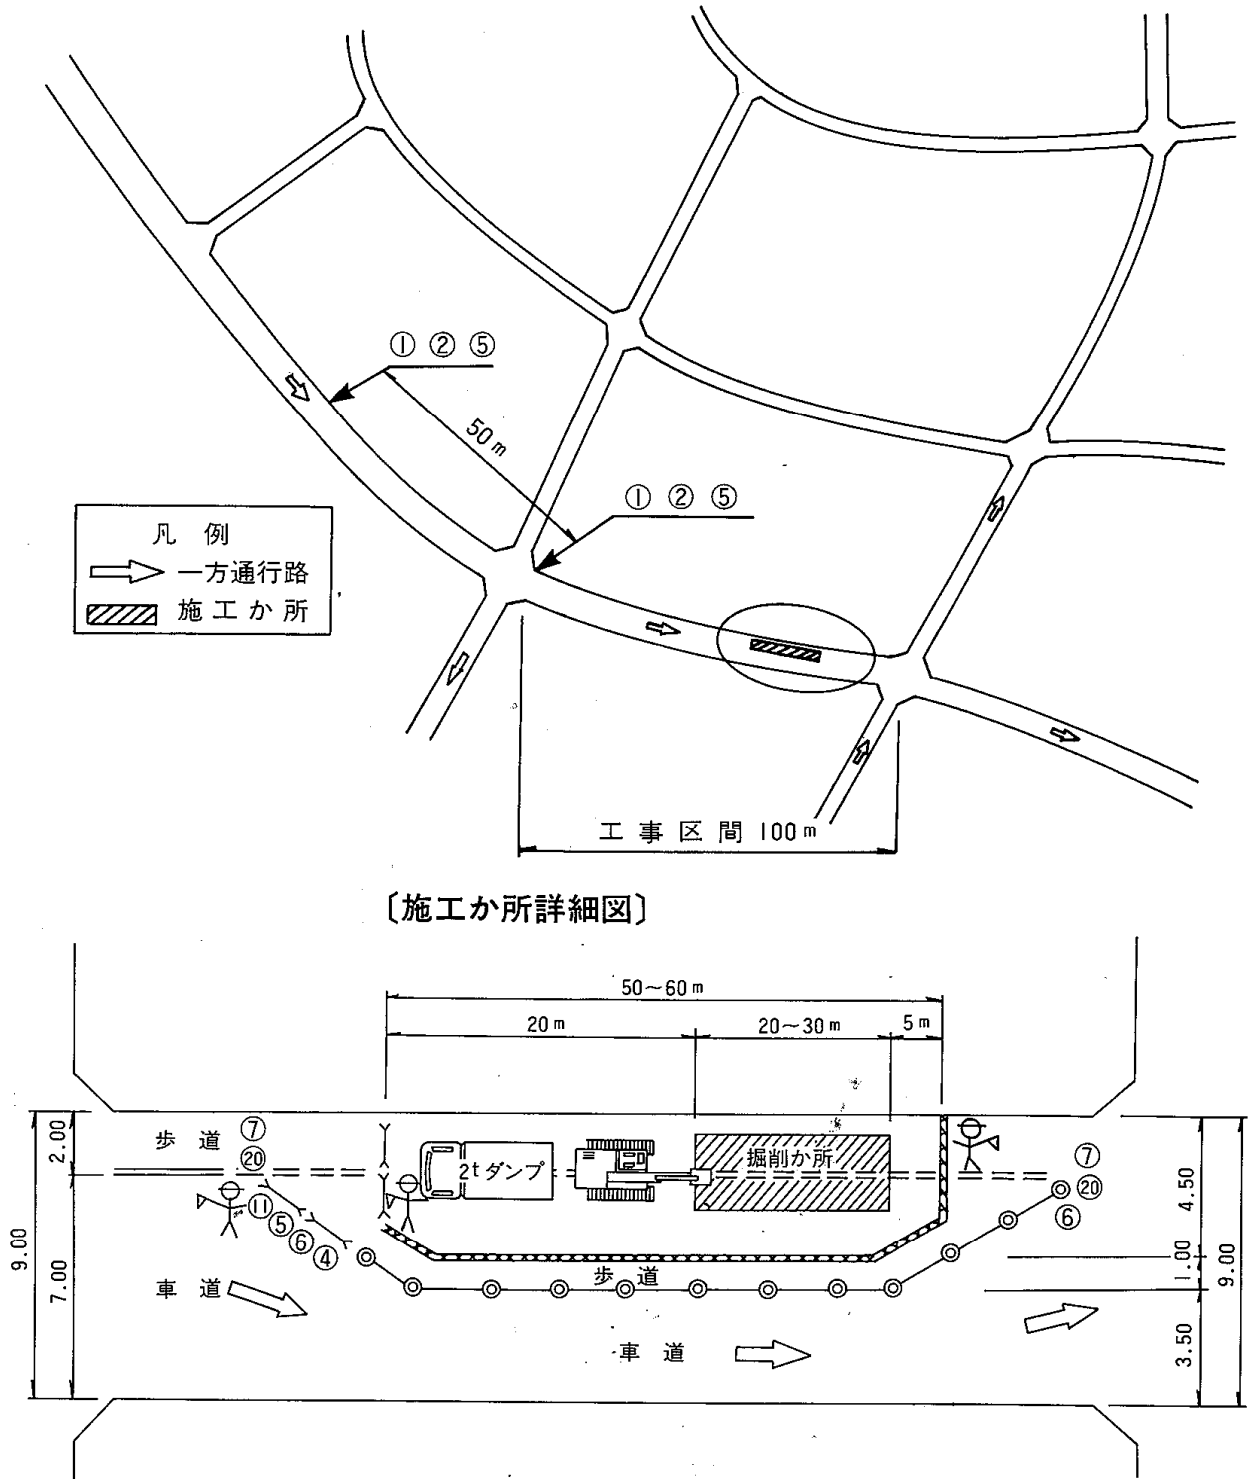 ① ② ⑤
50m
① ② ⑤
凡 例
一方通行路
施工か所
工事区間 100m
〔施工か所詳細図〕
50～60m
20m
20～30m
5m
歩道
⑦
⑳
2tダンプ
掘削か所
⑦
⑳
⑥
⑪
⑤
⑥
④
2.00
7.00
9.00
車道
歩道
車道
4.50
1.00
3.50
9.00